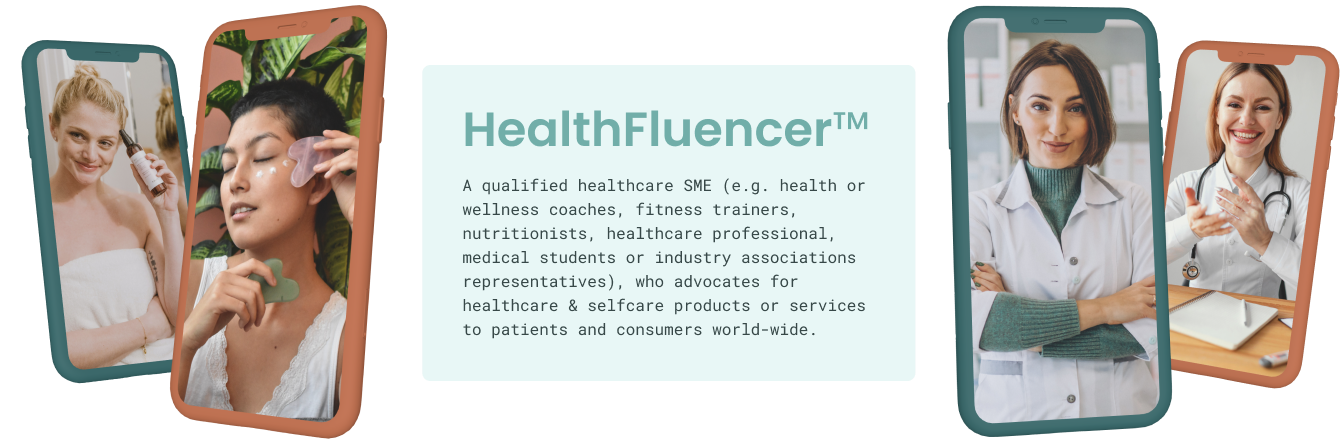 HealthFluencer™
A qualified healthcare SME (e.g. health or
wellness coaches, fitness trainers,
nutritionists, healthcare professional,
medical students or industry associations
representatives), who advocates for
healthcare & selfcare products or services
to patients and consumers world-wide.